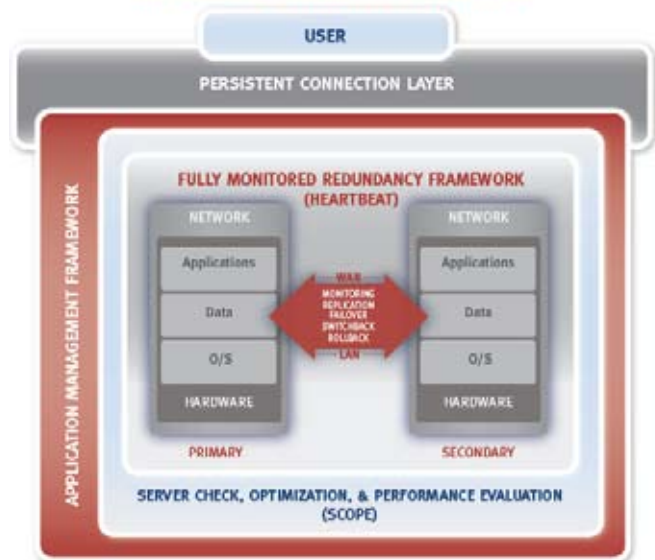 USER
PERSISTENT CONNECTION LAYER
APPLICATION MANAGEMENT FRAMEWORK
FULLY MONITORED REDUNDANCY FRAMEWORK
(HEARTBEAT)
NETWORK
Applications
Data
O/S
HARDWARE
PRIMARY
WAN
MONITORING
REPLICATION
FAILOVER
SWITCHBACK
ROLLBACK
LAN
NETWORK
Applications
Data
O/S
HARDWARE
SECONDARY
SERVER CHECK, OPTIMIZATION, & PERFORMANCE EVALUATION
(SCOPE)